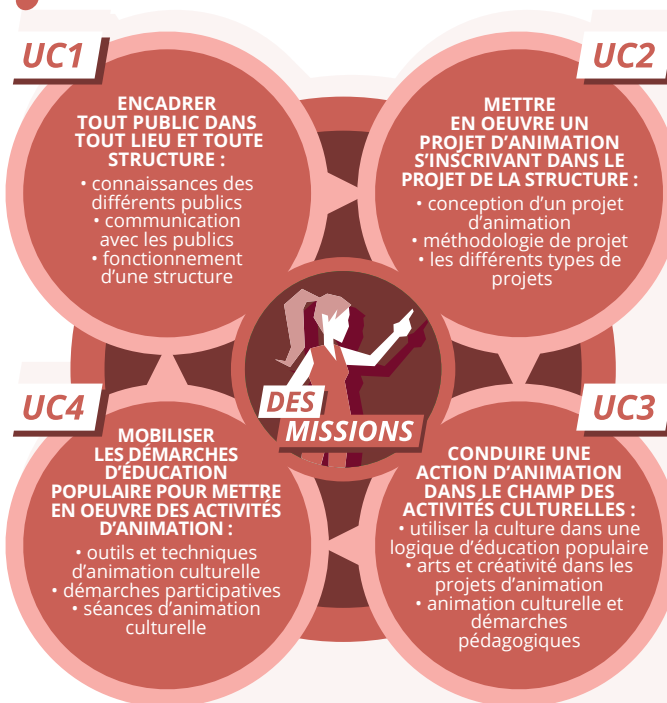 UC1
ENCADRER
TOUT PUBLIC DANS
TOUT LIEU ET TOUTE
STRUCTURE :
• connaissances des
différents publics
• communication
avec les publics
• fonctionnement
d’une structure
UC2
METTRE
EN OEUVRE UN
PROJET D’ANIMATION
S’INSCRIVANT DANS LE
PROJET DE LA STRUCTURE :
• conception d’un projet
d’animation
• méthodologie de projet
• les différents types de
projets
DES
MISSIONS
UC4
MOBILISER
LES DÉMARCHES
D’ÉDUCATION
POPULAIRE POUR METTRE
EN OEUVRE DES ACTIVITÉS
D’ANIMATION :
• outils et techniques
d’animation culturelle
• démarches participatives
• séances d’animation
culturelle
UC3
CONDUIRE UNE
ACTION D’ANIMATION
DANS LE CHAMP DES
ACTIVITÉS CULTURELLES :
• utiliser la culture dans une
logique d’éducation populaire
• arts et créativité dans les
projets d’animation
• animation culturelle et
démarches
pédagogiques